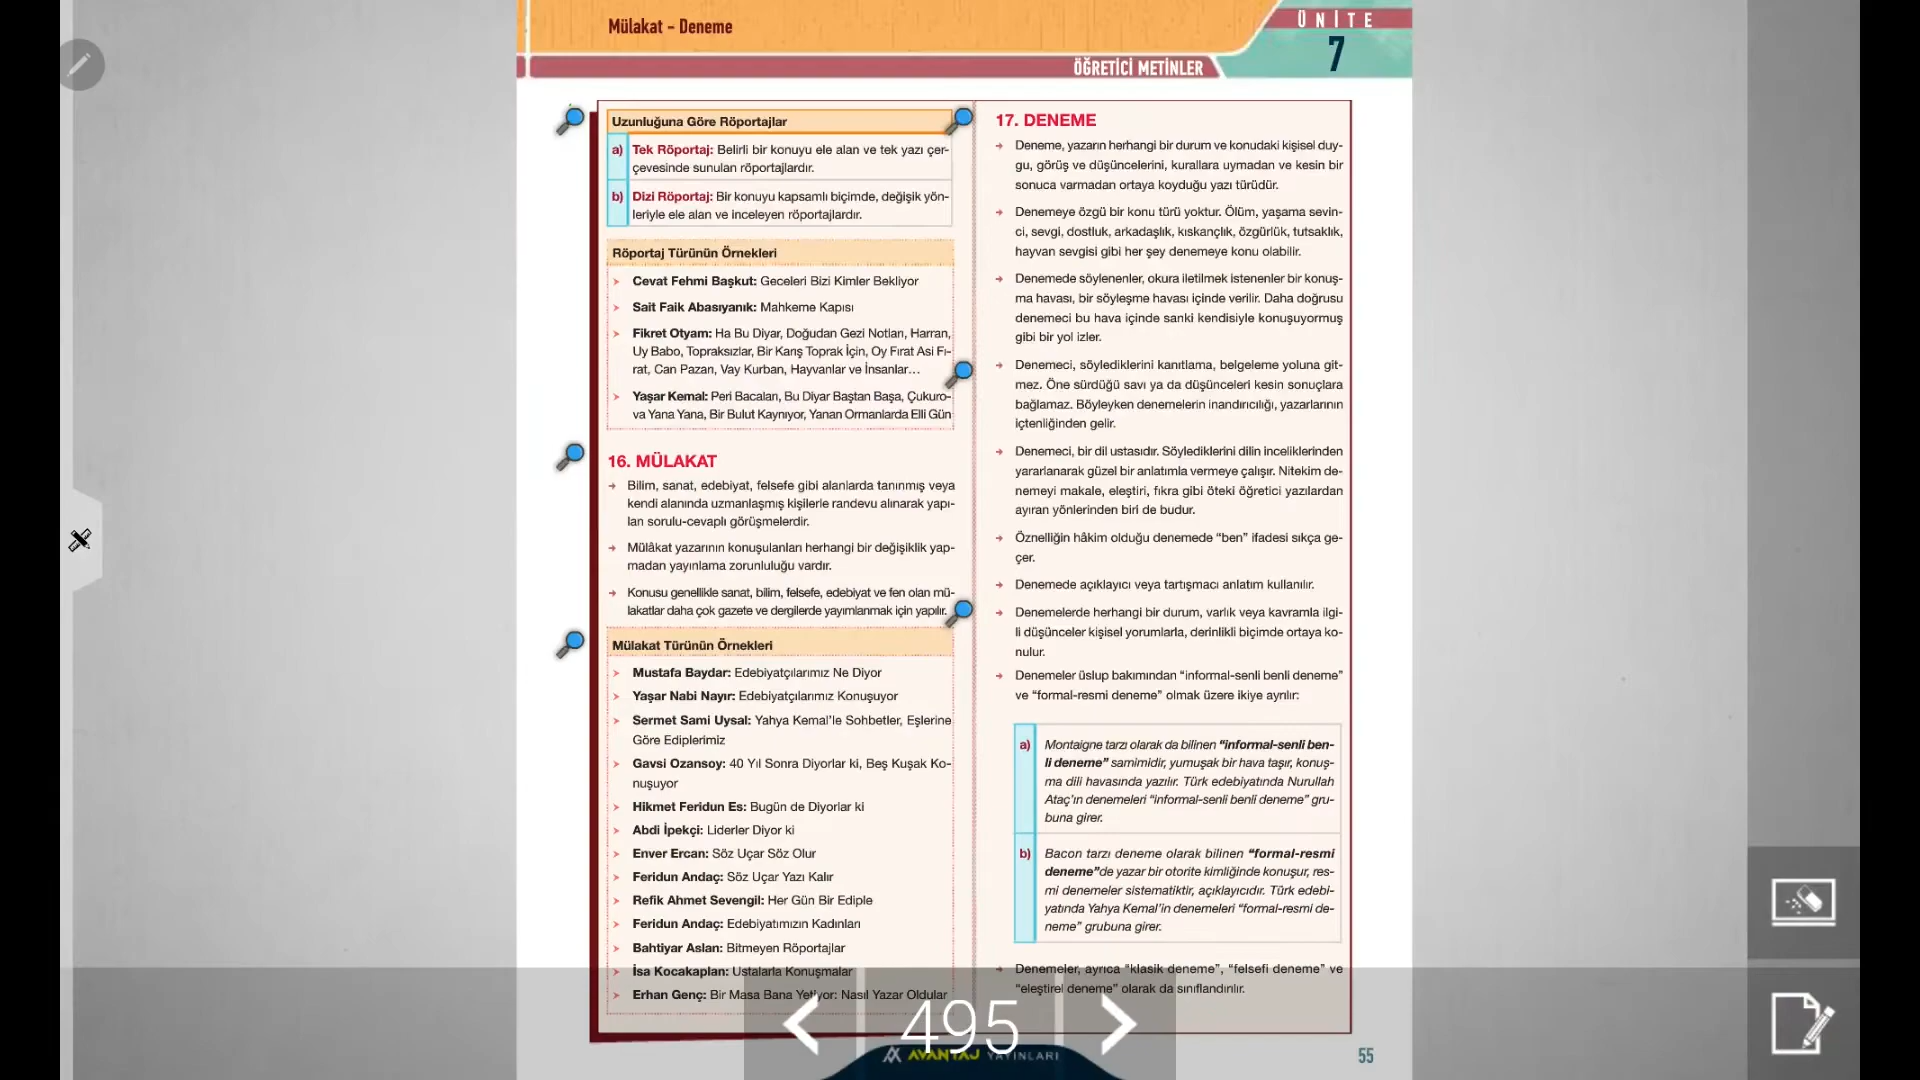 Mülakat - Deneme
ÜNİTE
7
ÖĞRETİCİ METİNLER
Uzunluğuna Göre Röportajlar
a) Tek Röportaj: Belirli bir konuyu ele alan ve tek yazı çer-
çevesinde sunulan röportajlardır.
b) Dizi Röportaj: Bir konuyu kapsamlı biçimde, değişik yön-
leriyle ele alan ve inceleyen röportajlardır.
Röportaj Türünün Örnekleri
Cevat Fehmi Başkut: Geceleri Bizi Kimler Bekliyor
Sait Faik Abasıyanık: Mahkeme Kapısı
Fikret Otyam: Ha Bu Diyar, Doğudan Gezi Notları, Harran,
Uy Babo, Topraksızlar, Bir Karış Toprak İçin, Oy Fırat Asi Fı-
rat, Can Pazarı, Vay Kurban, Hayvanlar ve İnsanlar...
Yaşar Kemal: Peri Bacaları, Bu Diyar Baştan Başa, Çukuro-
va Yana Yana, Bir Bulut Kaynıyor, Yanan Ormanlarda Elli Gün
16. MÜLAKAT
Bilim, sanat, edebiyat, felsefe gibi alanlarda tanınmış veya
kendi alanında uzmanlaşmış kişilerle randevu alınarak yapı-
lan sorulu-cevaplı görüşmelerdir.
Mülâkat yazarının konuşulanları herhangi bir değişiklik yap-
madan yayınlama zorunluluğu vardır.
Konusu genellikle sanat, bilim, felsefe, edebiyat ve fen olan mü-
lakatlar daha çok gazete ve dergilerde yayımlanmak için yapılır.
Mülakat Türünün Örnekleri
Mustafa Baydar: Edebiyatçılarımız Ne Diyor
Yaşar Nabi Nayır: Edebiyatçılarımız Konuşuyor
Sermet Sami Uysal: Yahya Kemal'le Sohbetler, Eşlerine
Göre Ediplerimiz
Gavsi Ozansoy: 40 Yıl Sonra Diyorlar ki, Beş Kuşak Ko-
nuşuyor
Hikmet Feridun Es: Bugün de Diyorlar ki
Abdi İpekçi: Liderler Diyor ki
Enver Ercan: Söz Uçar Söz Olur
Feridun Andaç: Söz Uçar Yazı Kalır
Refik Ahmet Sevengil: Her Gün Bir Ediple
Feridun Andaç: Edebiyatımızın Kadınları
Bahtiyar Aslan: Bitmeyen Röportajlar
İsa Kocakaplan: Ustalarla Konuşmalar
Erhan Genç: Bir Masa Bana Yetiyor: Nasıl Yazar Oldular
17. DENEME
Deneme, yazarın herhangi bir durum ve konudaki kişisel duy-
gu, görüş ve düşüncelerini, kurallara uymadan ve kesin bir
sonuca varmadan ortaya koyduğu yazı türüdür.
Denemeye özgü bir konu türü yoktur. Ölüm, yaşama sevin-
ci, sevgi, dostluk, arkadaşlık, kıskançlık, özgürlük, tutsaklık,
hayvan sevgisi gibi her şey denemeye konu olabilir.
Denemede söylenenler, okura iletilmek istenenler bir konuş-
ma havası, bir söyleşme havası içinde verilir. Daha doğrusu
denemeci bu hava içinde sanki kendisiyle konuşuyormuş
gibi bir yol izler.
Denemeci, söylediklerini kanıtlama, belgeleme yoluna git-
mez. Öne sürdüğü savı ya da düşünceleri kesin sonuçlara
bağlamaz. Böyleyken denemelerin inandırıcılığı, yazarlarının
içtenliğinden gelir.
Denemeci, bir dil ustasıdır. Söylediklerini dilin inceliklerinden
yararlanarak güzel bir anlatımla vermeye çalışır. Nitekim de-
nemeyi makale, eleştiri, fıkra gibi öteki öğretici yazılardan
ayıran yönlerinden biri de budur.
Öznelliğin hâkim olduğu denemede "ben" ifadesi sıkça ge-
çer.
Denemede açıklayıcı veya tartışmacı anlatım kullanılır.
Denemelerde herhangi bir durum, varlık veya kavramla ilgi-
li düşünceler kişisel yorumlarla, derinlikli biçimde ortaya ko-
nulur.
Denemeler üslup bakımından "informal-senli benli deneme"
ve "formal-resmi deneme" olmak üzere ikiye ayrılır:
a) Montaigne tarzı olarak da bilinen "informal-senli ben-
li deneme" samimidir, yumuşak bir hava taşır, konuş-
ma dili havasında yazılır. Türk edebiyatında Nurullah
Ataç'ın denemeleri "informal-senli benli deneme" gru-
buna girer.
b) Bacon tarzı deneme olarak bilinen "formal-resmi
deneme"de yazar bir otorite kimliğinde konuşur, res-
mi denemeler sistematiktir, açıklayıcıdır. Türk edebi-
yatında Yahya Kemal'in denemeleri "formal-resmi de-
neme" grubuna girer.
Denemeler, ayrıca "klasik deneme", "felsefi deneme" ve
"eleştirel deneme" olarak da sınıflandırılır.
495
AVANTAJ YAYINLARI
55